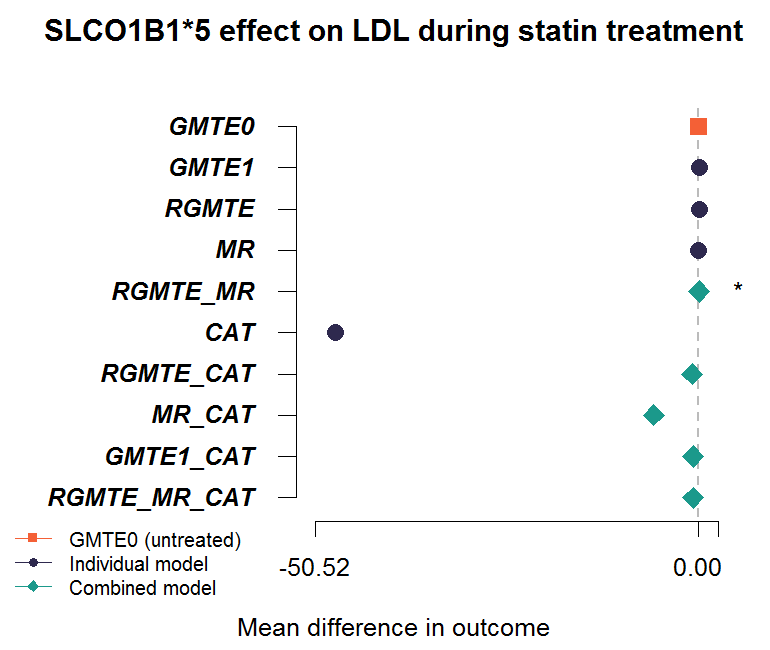 SLCO1B1*5 effect on LDL during statin treatment
GMTE0
GMTE1
RGMTE
MR
RGMTE_MR
*
CAT
RGMTE_CAT
MR_CAT
GMTE1_CAT
RGMTE_MR_CAT
GMTE0 (untreated)
Individual model
Combined model
-50.52 0.00
Mean difference in outcome